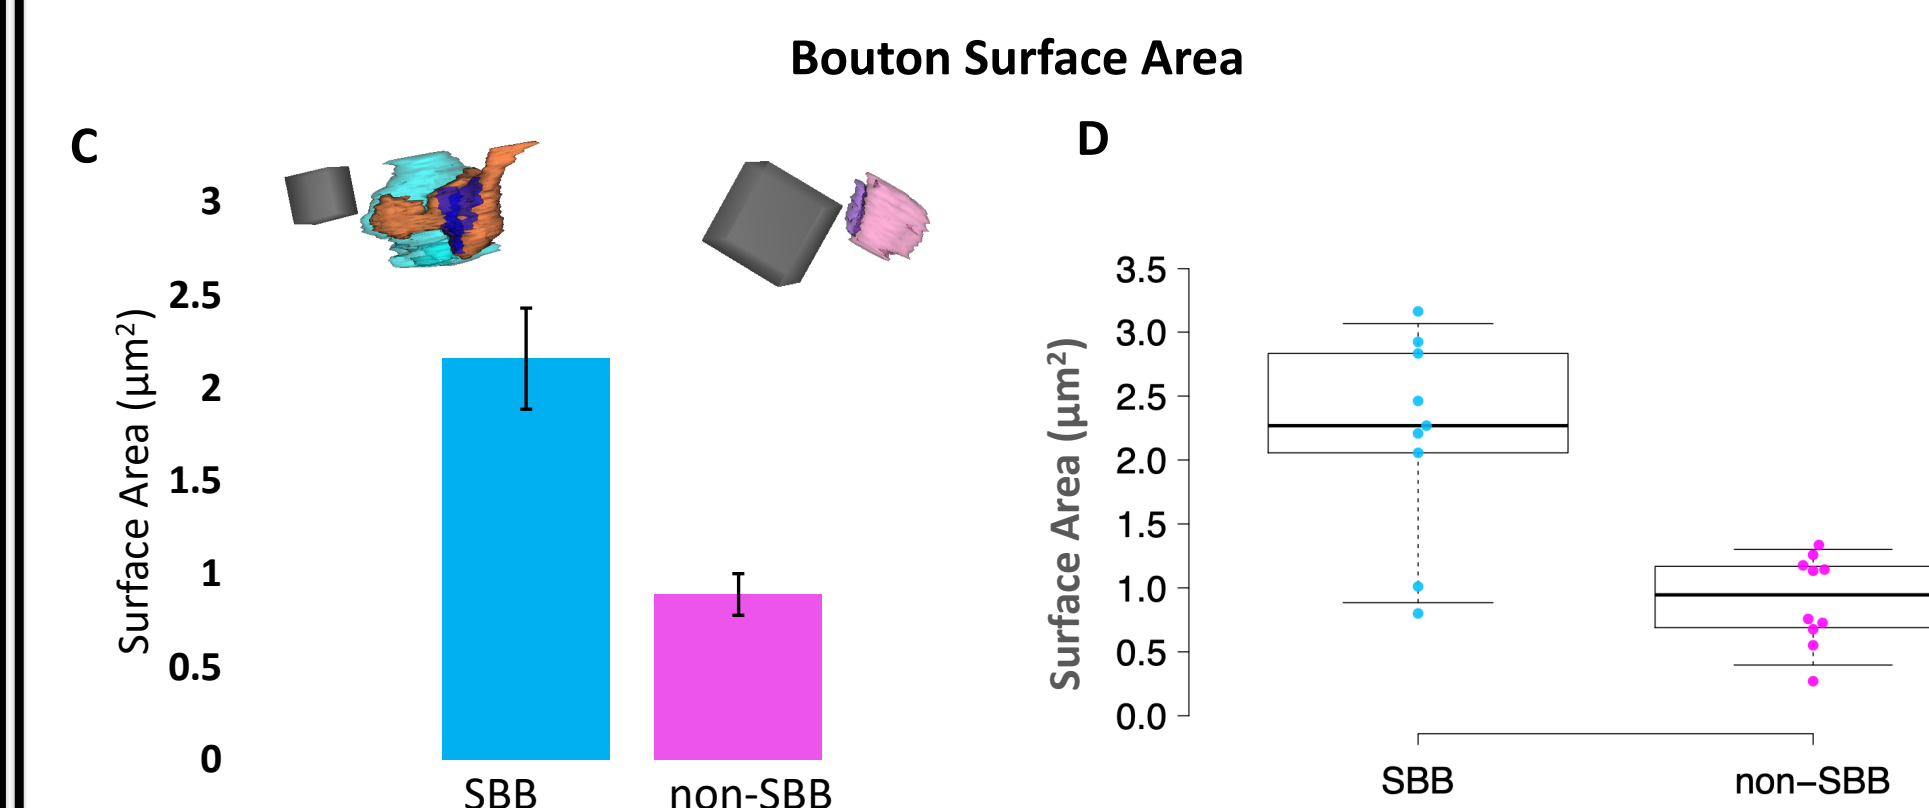 Bouton Surface Area
C
3
2.5
2
1.5
1
0.5
0
Surface Area (µm²)
SBB
non-SBB
D
3.5
3.0
2.5
2.0
1.5
1.0
0.5
0.0
Surface Area (µm²)
SBB
non−SBB